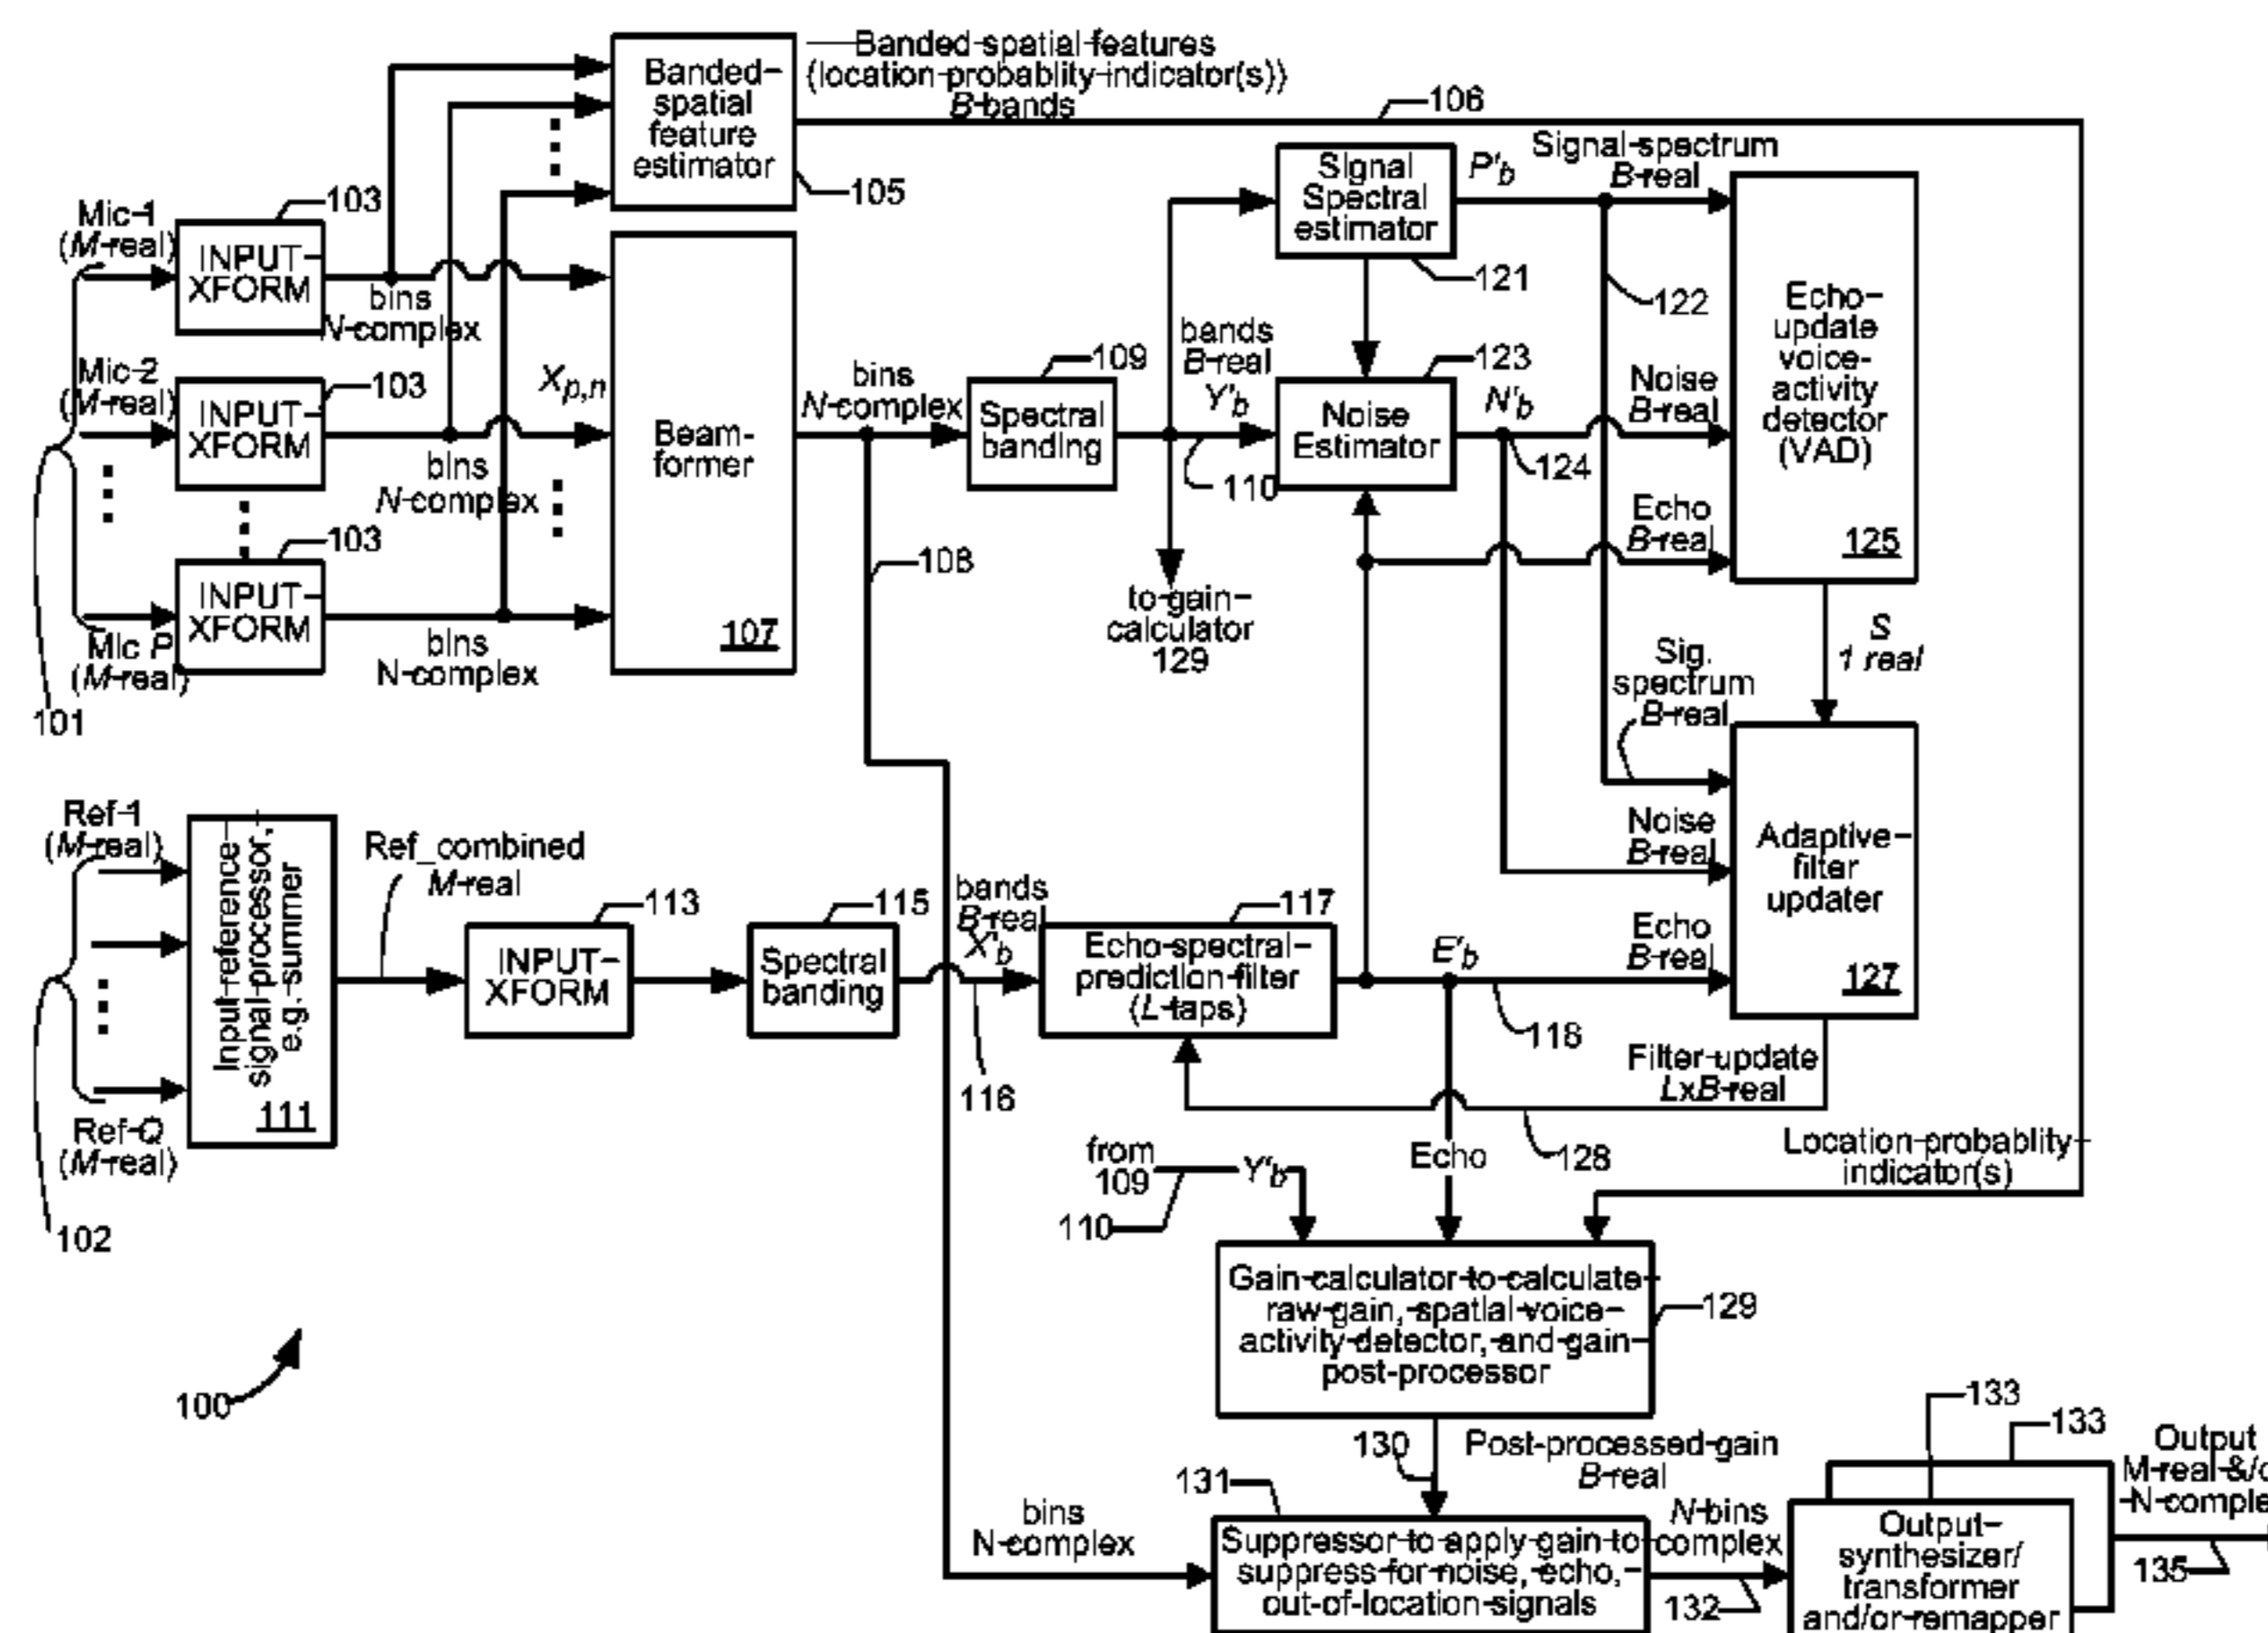 Banded-spatial-features
(location-probablity-indicator(s))
B-bands
106
Banded-
spatial
feature
estimator
105
Signal
Spectral
estimator
P'b
Signal-spectrum
B-real
121
122
Mic-1
(M-real)
103
INPUT-
XFORM
bins
N-complex
Mic-2
(M-real)
103
INPUT-
XFORM
Xp,n
bins
N-complex
103
INPUT-
XFORM
Mic P
(M-real)
bins
N-complex
101
Beam-
former
107
bins
N-complex
109
Spectral
banding
bands
B-real
Y'b
110
108
to-gain-
calculator
129
123
Noise
Estimator
N'b
124
Noise
B-real
Echo
B-real
Echo-
update
voice-
activity
detector
(VAD)
125
S
1 real
Sig.
spectrum
B-real
Noise
B-real
Echo
B-real
Adaptive-
filter
updater
127
Ref-1
(M-real)
Ref-Q
(M-real)
102
Input-reference-
signal-processor,
e.g.-summer
111
Ref_combined
M-real
113
INPUT-
XFORM
115
Spectral
banding
bands
B-real
X'b
116
117
Echo-spectral-
prediction-filter
(L-taps)
E'b
118
Filter-update
LxB-real
128
from
109
Y'b
110
Echo
Location-probablity-
indicator(s)
Gain-calculator-to-calculate-
raw-gain,-spatial-voice-
activity-detector,-and-gain-
post-processor
129
100
130
Post-processed-gain
B-real
131
bins
N-complex
Suppressor-to-apply-gain-to-
suppress-for-noise,-echo,-
out-of-location-signals
N-bins
complex
132
133
133
Output-
synthesizer/
transformer
and/or-remapper
Output
M-real-&/o
-N-comple
135